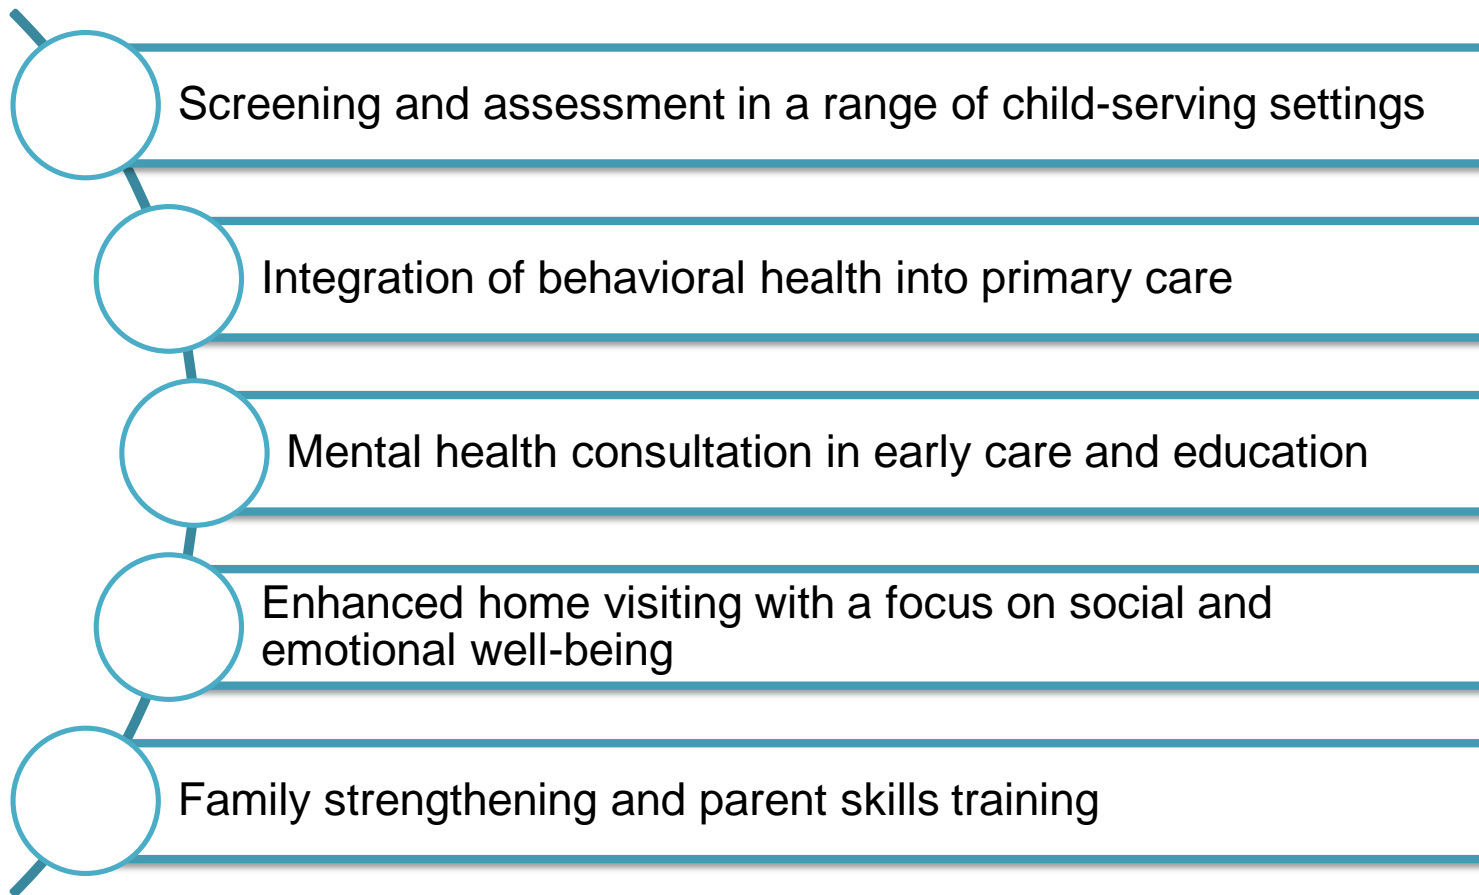 Screening and assessment in a range of child-serving settings
Integration of behavioral health into primary care
Mental health consultation in early care and education
Enhanced home visiting with a focus on social and
emotional well-being
Family strengthening and parent skills training